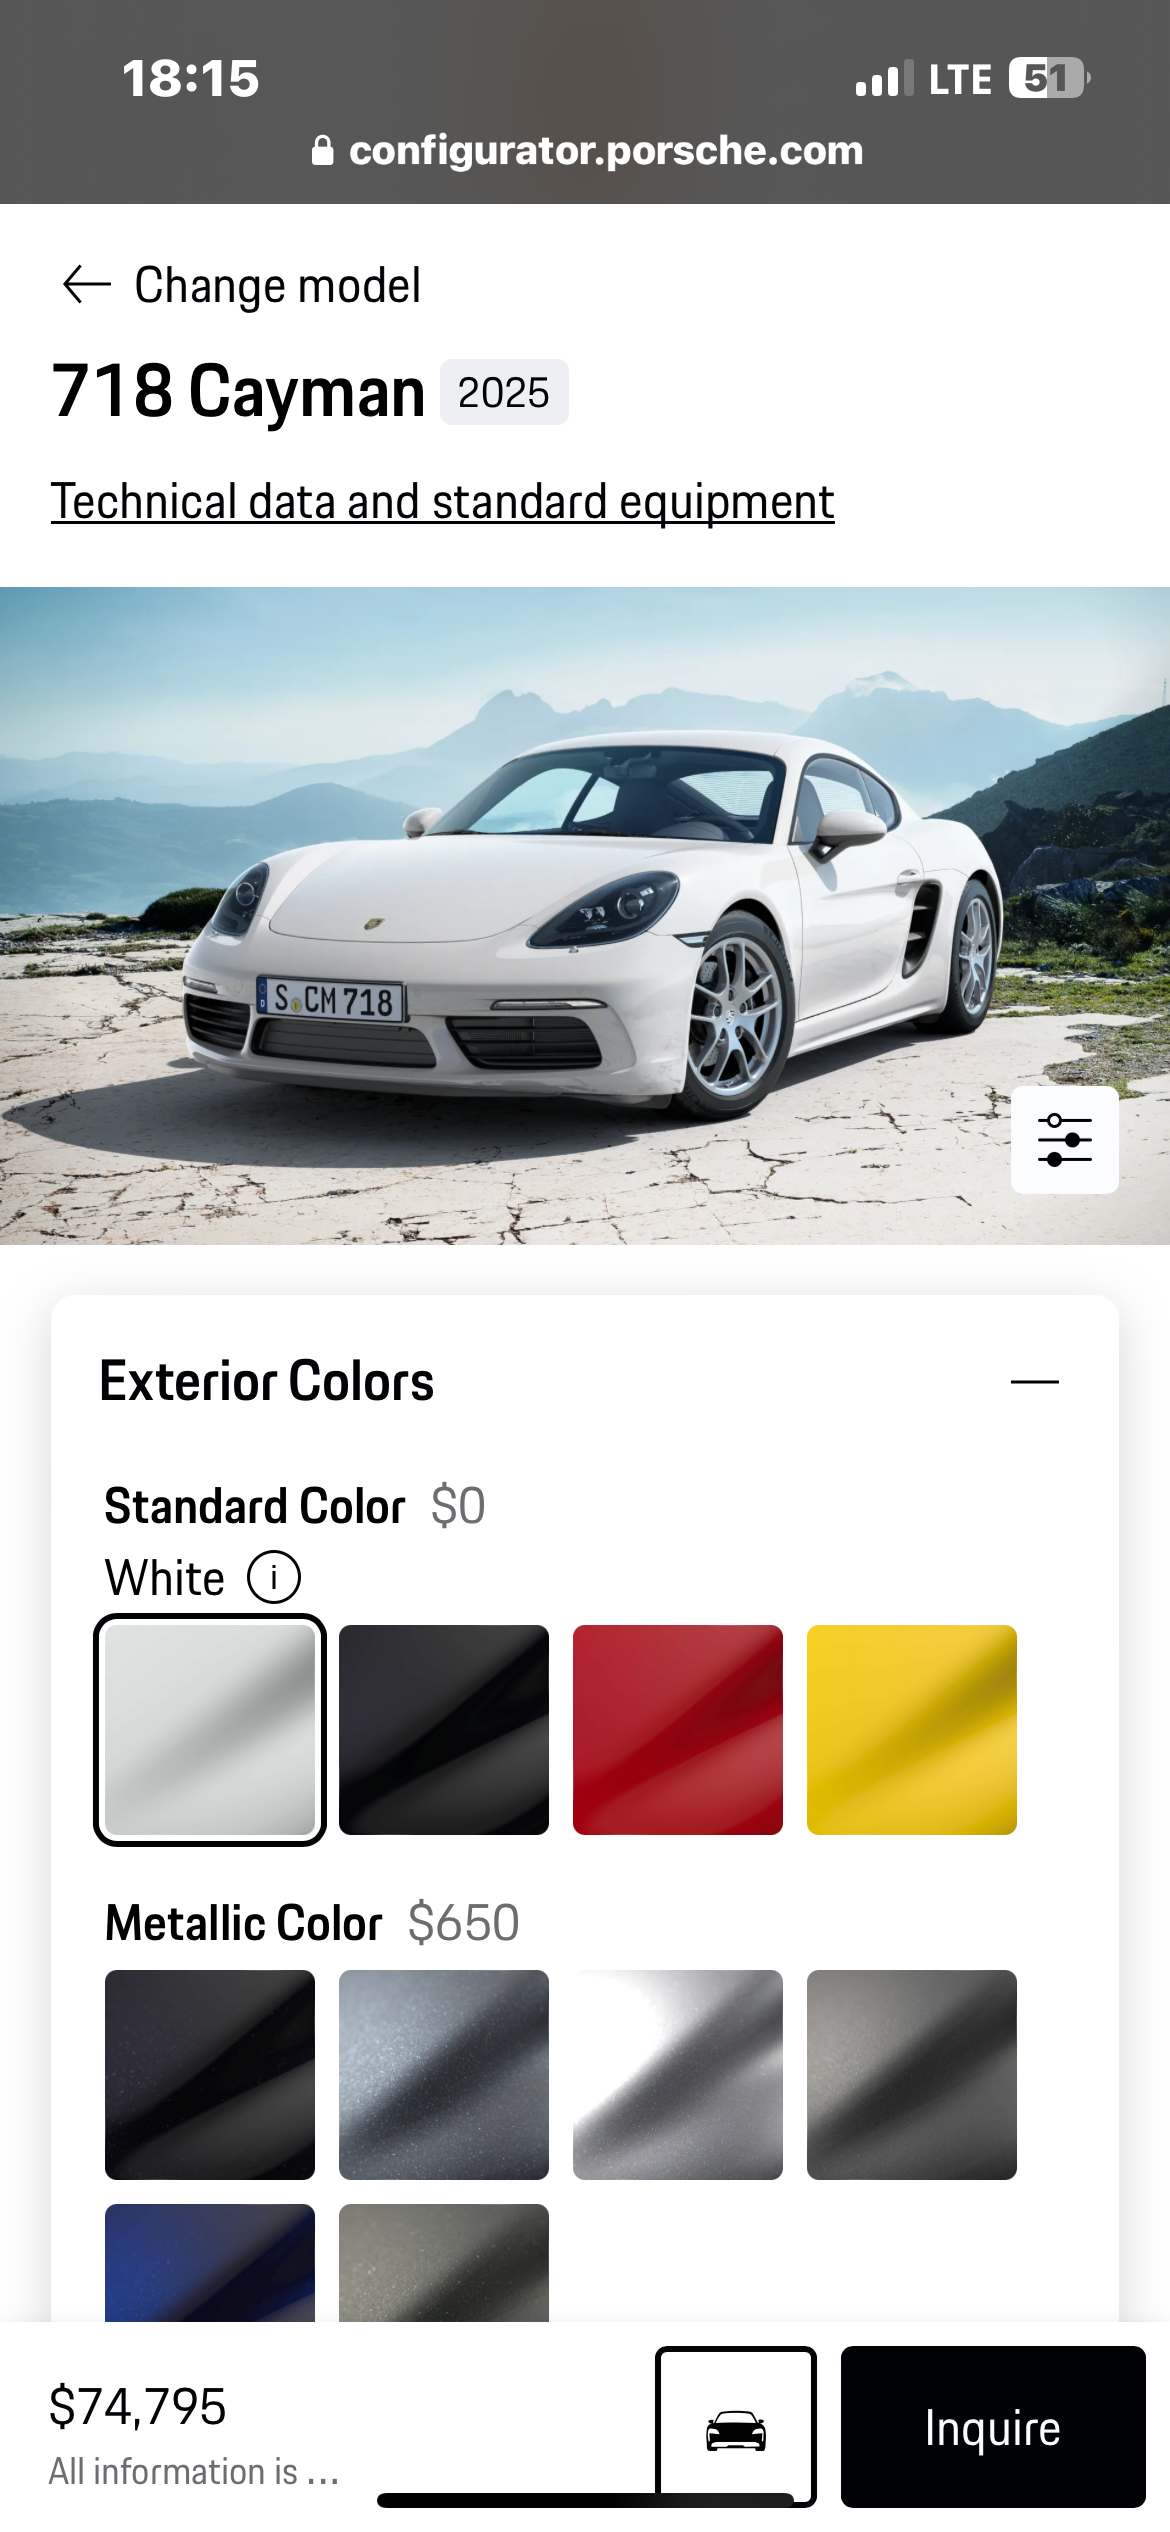 18:15
LTE 51
configurator.porsche.com
Change model
718 Cayman 2025
Technical data and standard equipment
S CM 718
Exterior Colors
Standard Color $0
White i
Metallic Color $650
$74,795
All information is ...
Inquire